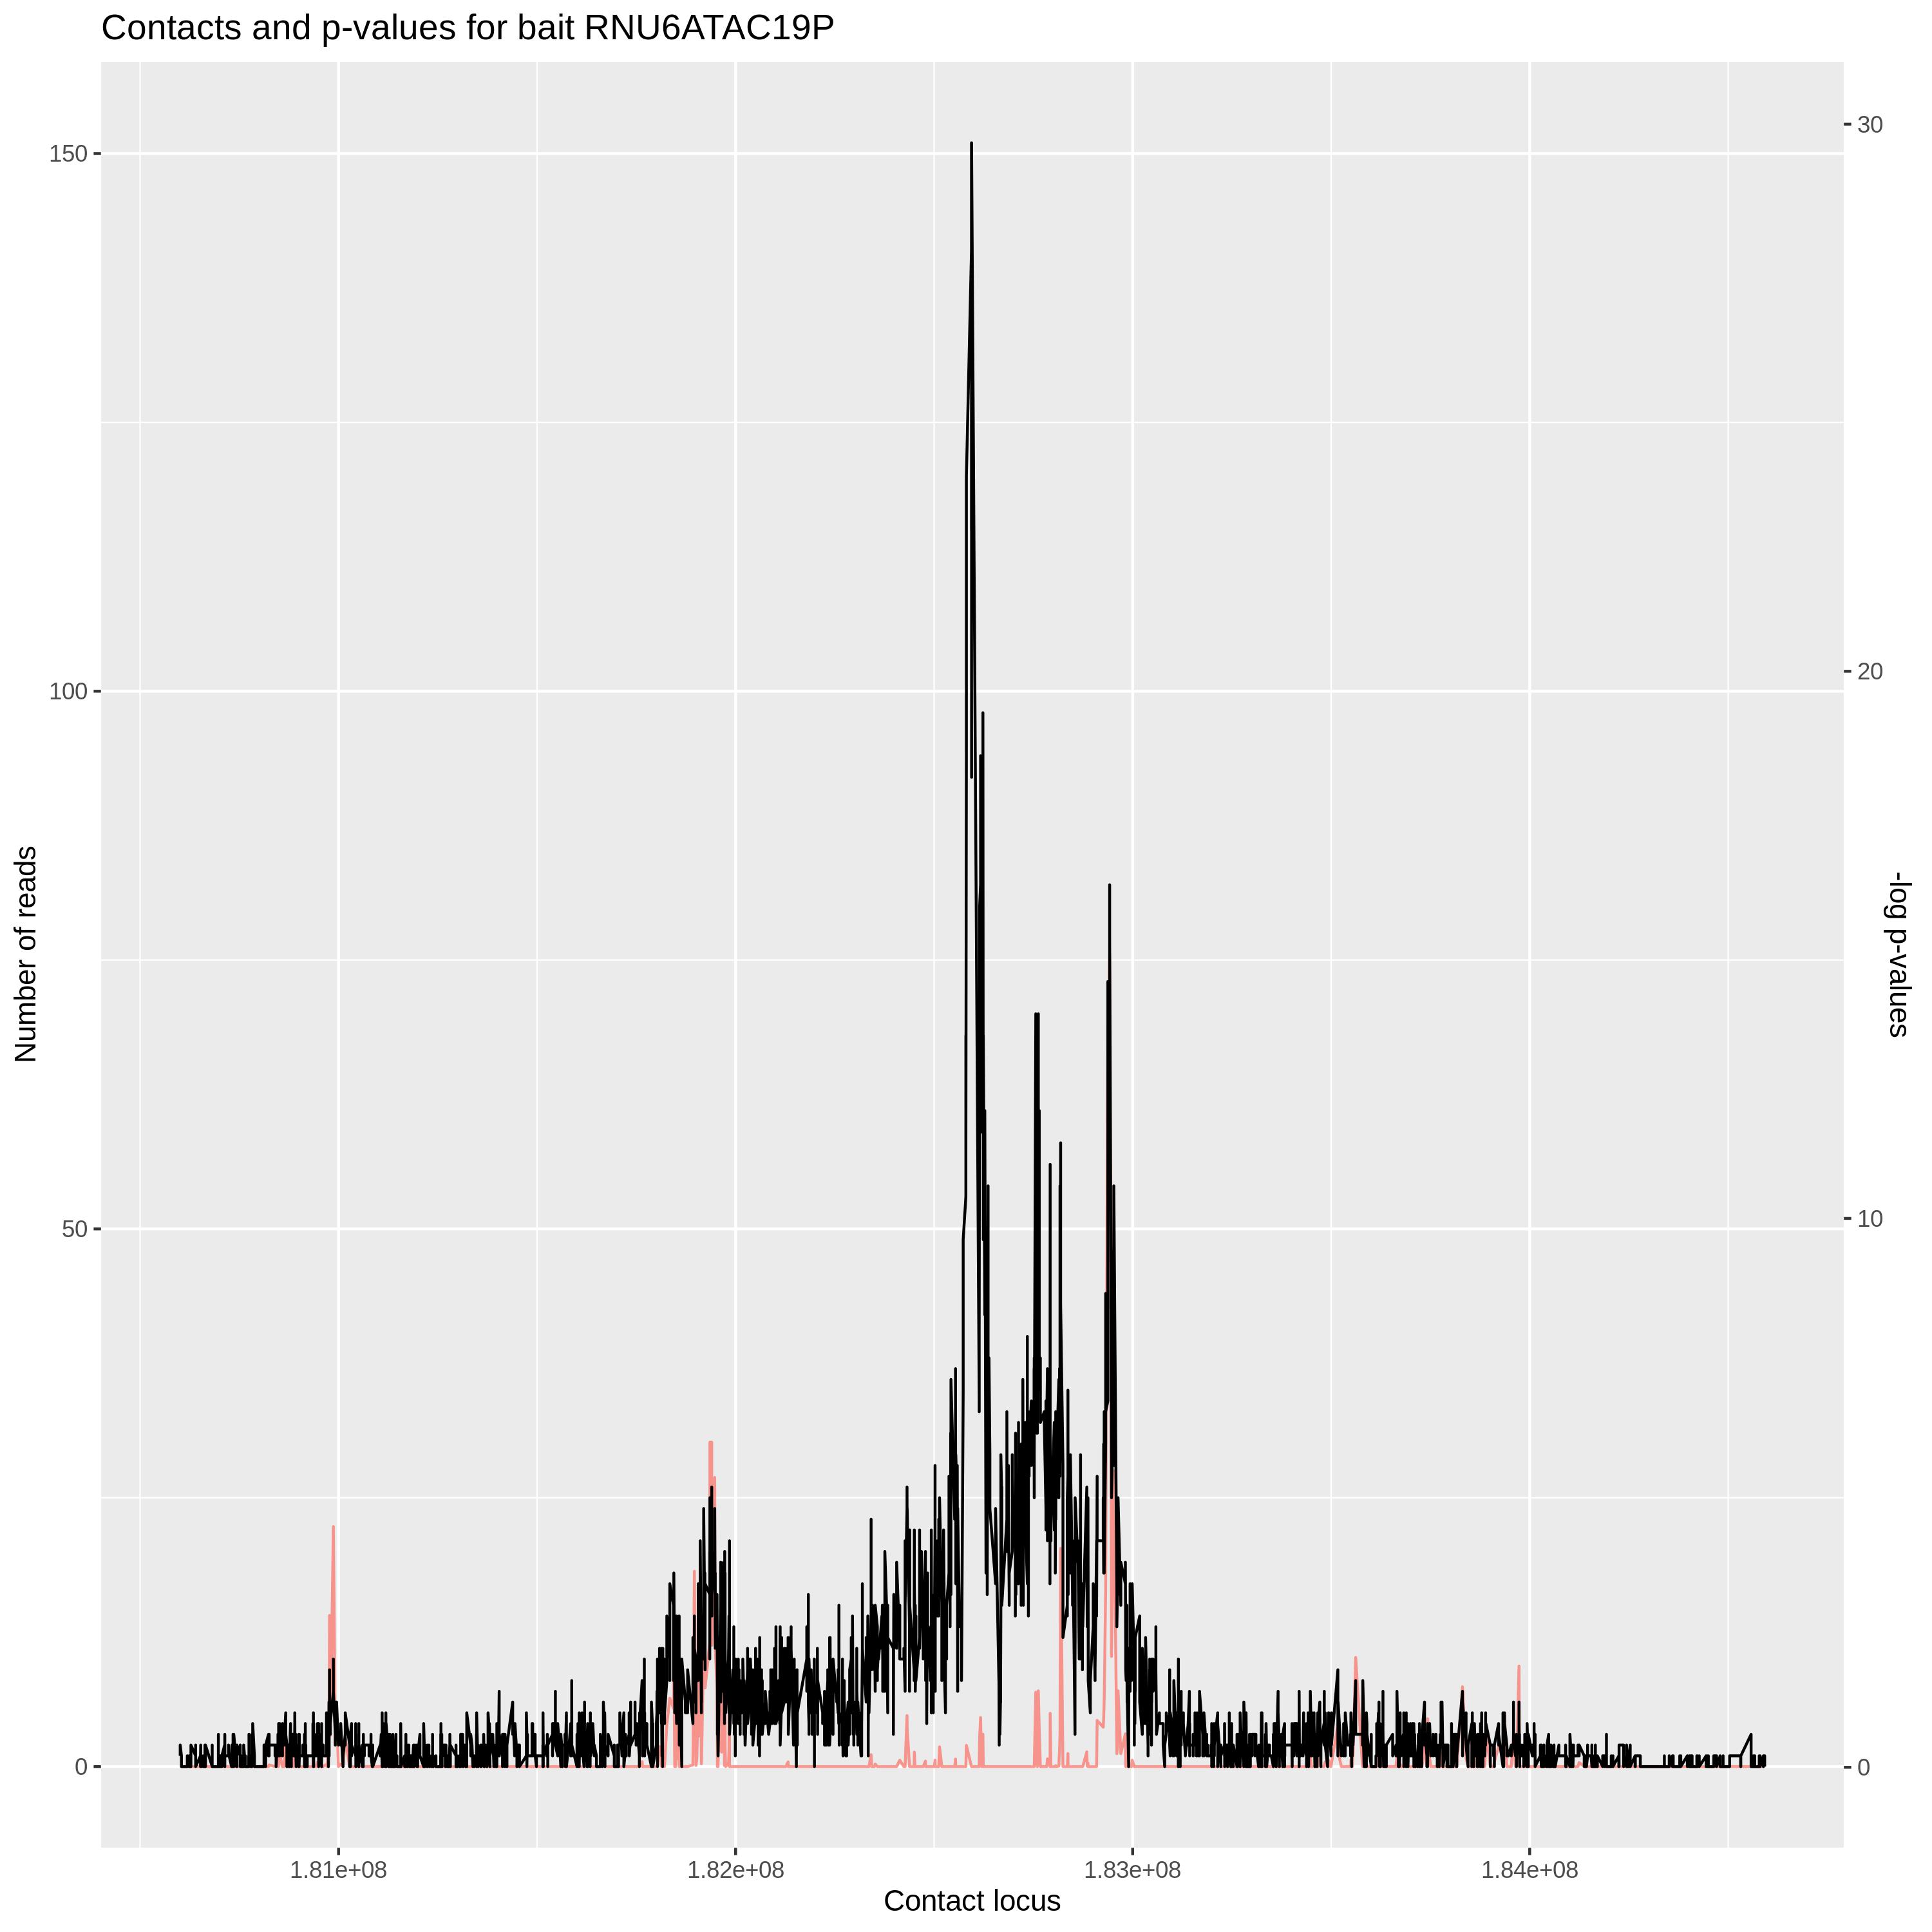 Contacts and p-values for bait RNU6ATAC19P
150
100
50
0
Number of reads
30
20
10
0
-log p-values
1.81e+08
1.82e+08
1.83e+08
1.84e+08
Contact locus